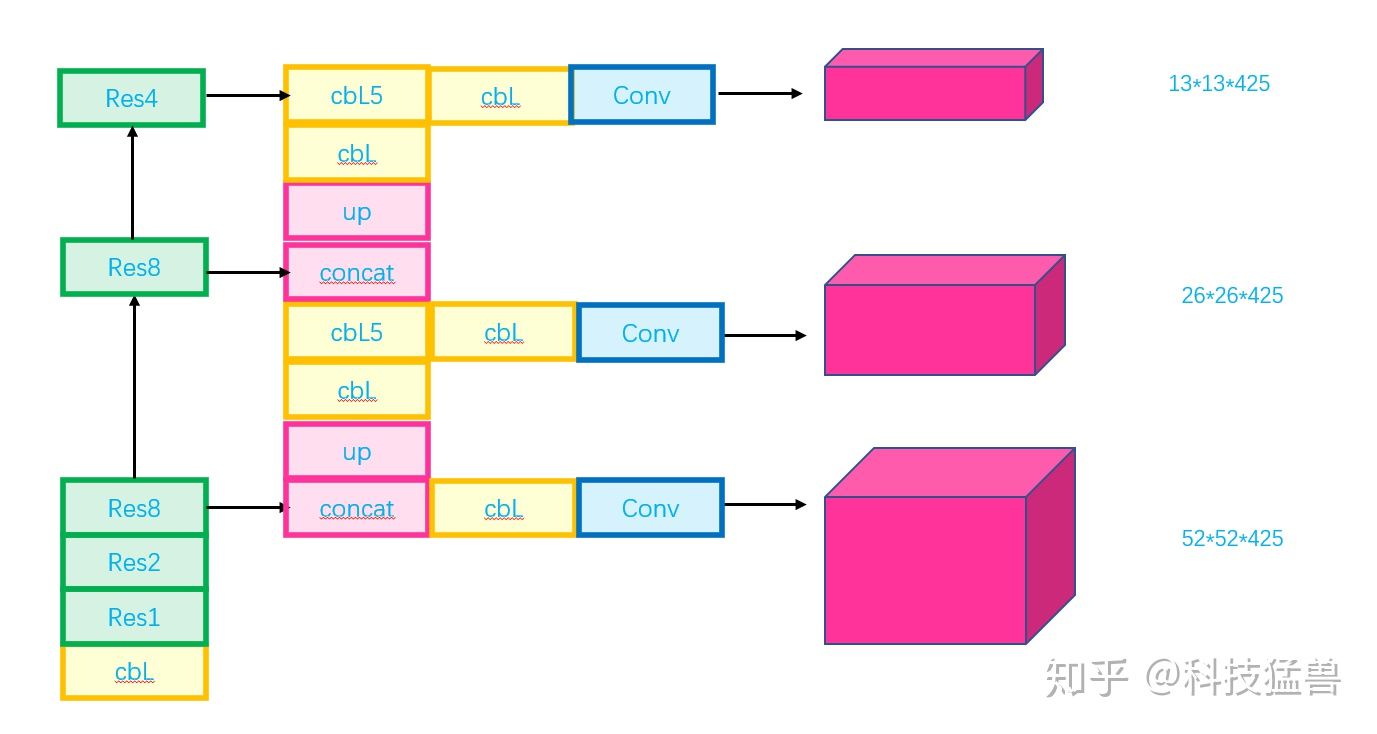 Res4
cbL5
cbL
Conv
13*13*425
cbL
up
Res8
concat
26*26*425
cbL5
cbL
Conv
cbL
up
Res8
concat
cbL
Conv
52*52*425
Res2
Res1
cbL
知乎 @科技猛兽